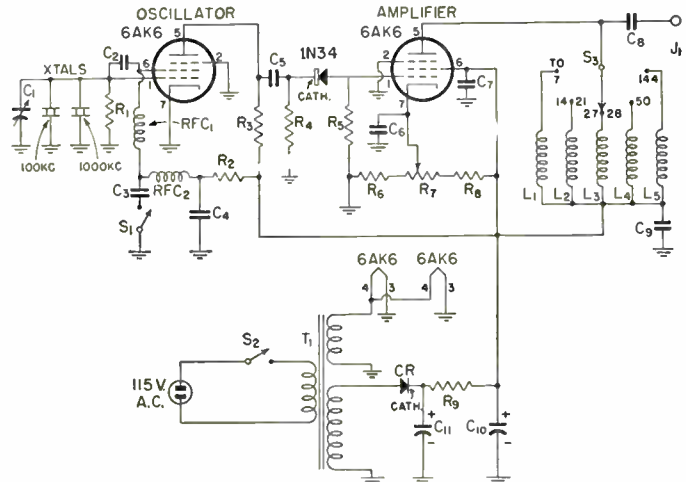 OSCILLATOR
6AK6
AMPLIFIER
6AK6
1N34
CATH.
XTALS
C1
100KC
1000KC
R1
C2
6
1
5
2
7
RFC1
RFC2
C3
S1
C4
R2
R3
C5
R4
R5
2
1
5
6
7
C6
C7
R6
R7
R8
C8
J1
S3
TO
7
14
21
27
28
50
144
L1
L2
L3
L4
L5
C9
6AK6
6AK6
4
3
4
3
S2
T1
115 V.
A.C.
CR
CATH.
R9
+
C11
-
+
C10
-